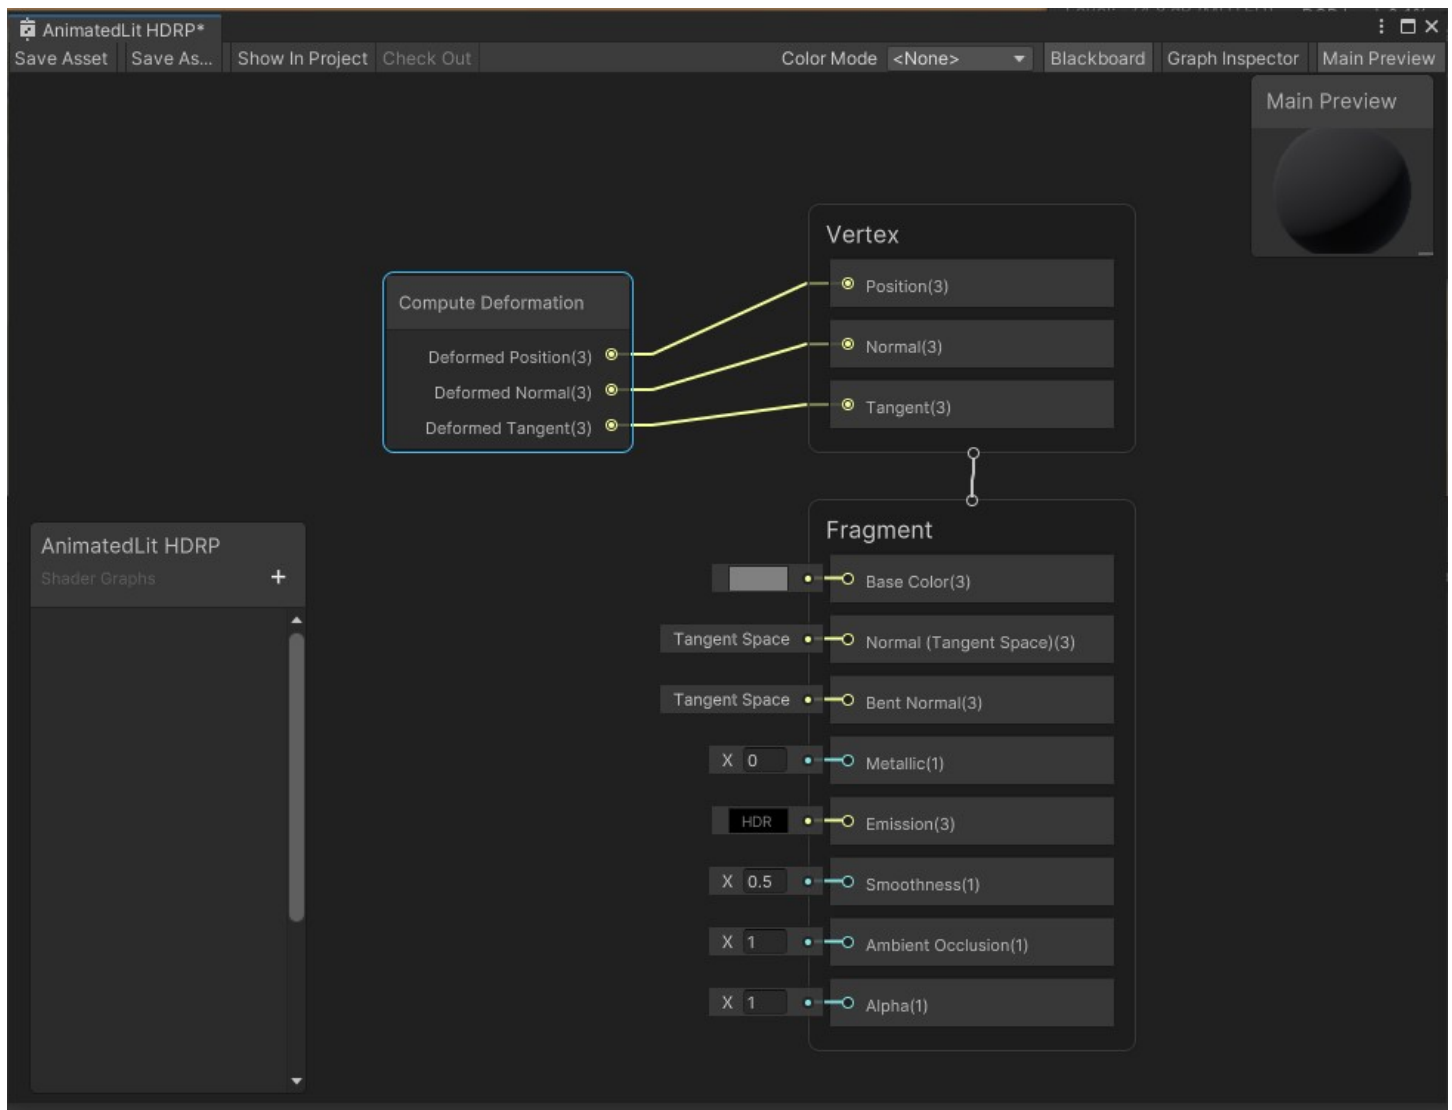 AnimatedLit HDRP*
Save Asset Save As... Show In Project Check Out Color Mode <None> Blackboard Graph Inspector Main Preview
Main Preview
Vertex
Position(3)
Normal(3)
Tangent(3)
Compute Deformation
Deformed Position(3)
Deformed Normal(3)
Deformed Tangent(3)
AnimatedLit HDRP
Shader Graphs
+
Fragment
Base Color(3)
Tangent Space Normal (Tangent Space)(3)
Tangent Space Bent Normal(3)
X 0 Metallic(1)
HDR Emission(3)
X 0.5 Smoothness(1)
X 1 Ambient Occlusion(1)
X 1 Alpha(1)